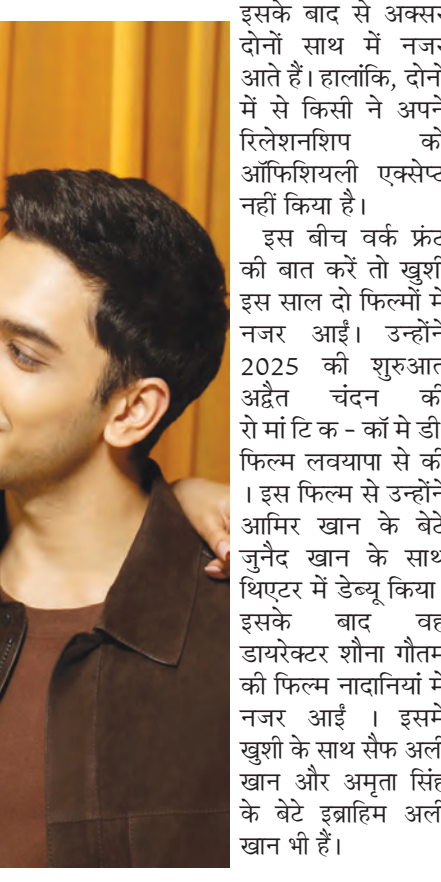 इसके बाद से अक्सर
दोनों साथ में नजर
आते हैं। हालांकि, दोनों
में से किसी ने अपने
रिलेशनशिप को
ऑफिशियली एक्सेप्ट
नहीं किया है।
इस बीच वर्क फ्रंट
की बात करें तो खुशी
इस साल दो फिल्मों में
नजर आईं। उन्होंने
2025 की शुरुआत
अद्वैत चंदन की
रोमांटिक-कॉमेडी
फिल्म लवयापा से की
। इस फिल्म से उन्होंने
आमिर खान के बेटे
जुनैद खान के साथ
थिएटर में डेब्यू किया
इसके बाद वह
डायरेक्टर शौना गौतम
की फिल्म नादानियां में
नजर आईं । इसमें
खुशी के साथ सैफ अली
खान और अमृता सिंह
के बेटे इब्राहिम अली
खान भी हैं।